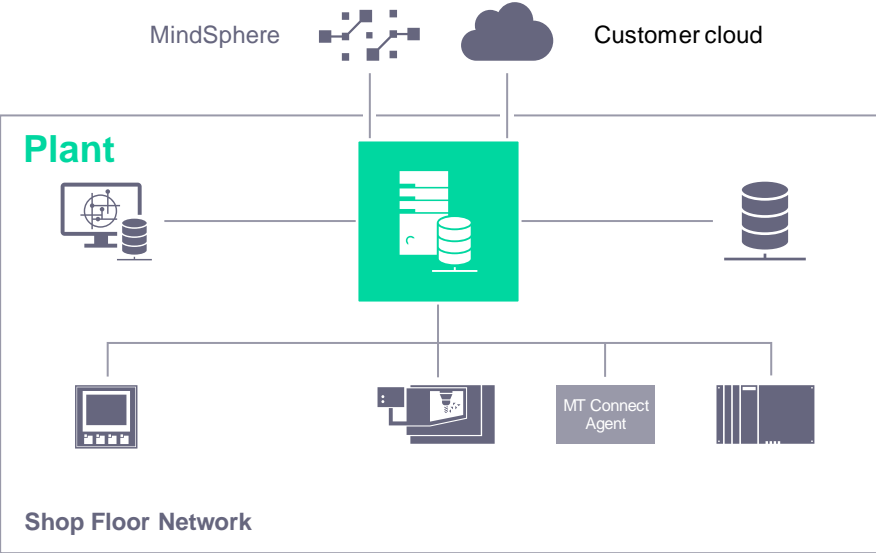 MindSphere
Customer cloud
Plant
MT Connect
Agent
Shop Floor Network